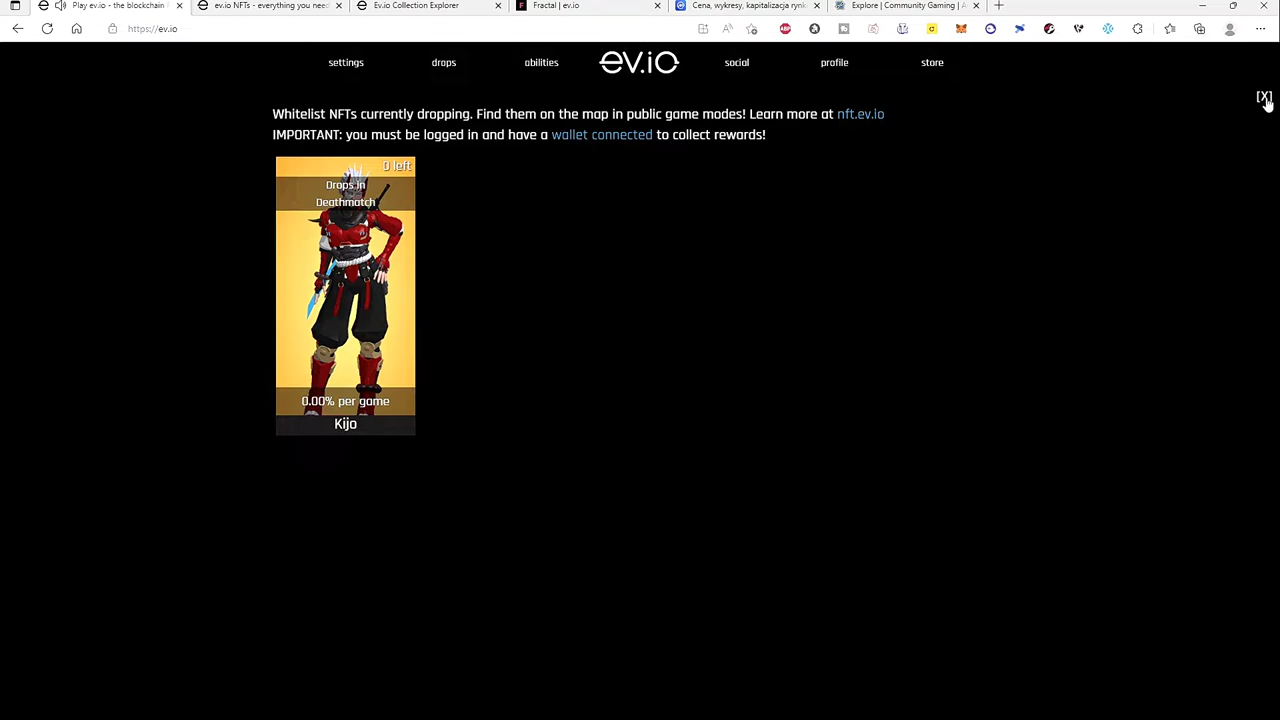 Play ev.io - the blockchain
ev.io NFTs - everything you need
Ev.io Collection Explorer
Fractal | ev.io
Cena, wykresy, kapitalizacja rynk
Explore | Community Gaming |
https://ev.io
settings
drops
abilities
ev.io
social
profile
store
[X]
Whitelist NFTs currently dropping. Find them on the map in public game modes! Learn more at nft.ev.io
IMPORTANT: you must be logged in and have a wallet connected to collect rewards!
0 left
Drops in
Deathmatch
0.00% per game
Kijo